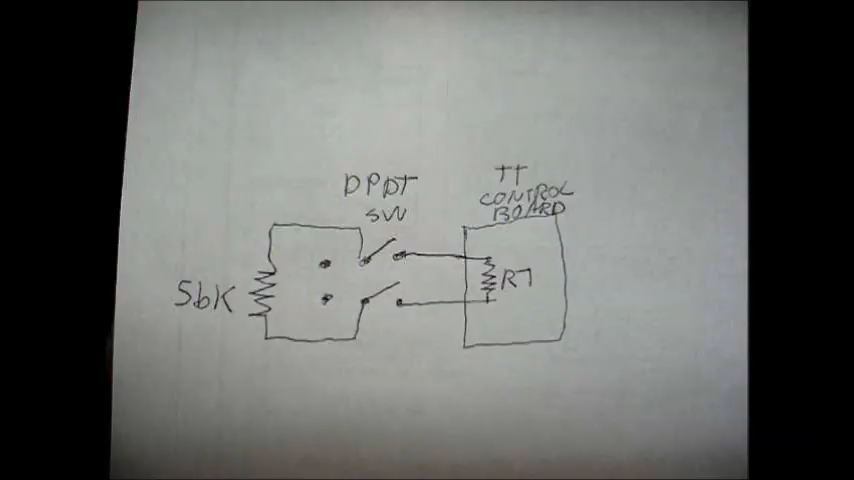 DPDT
SW
TT
CONTROL
BOARD
56K
R7